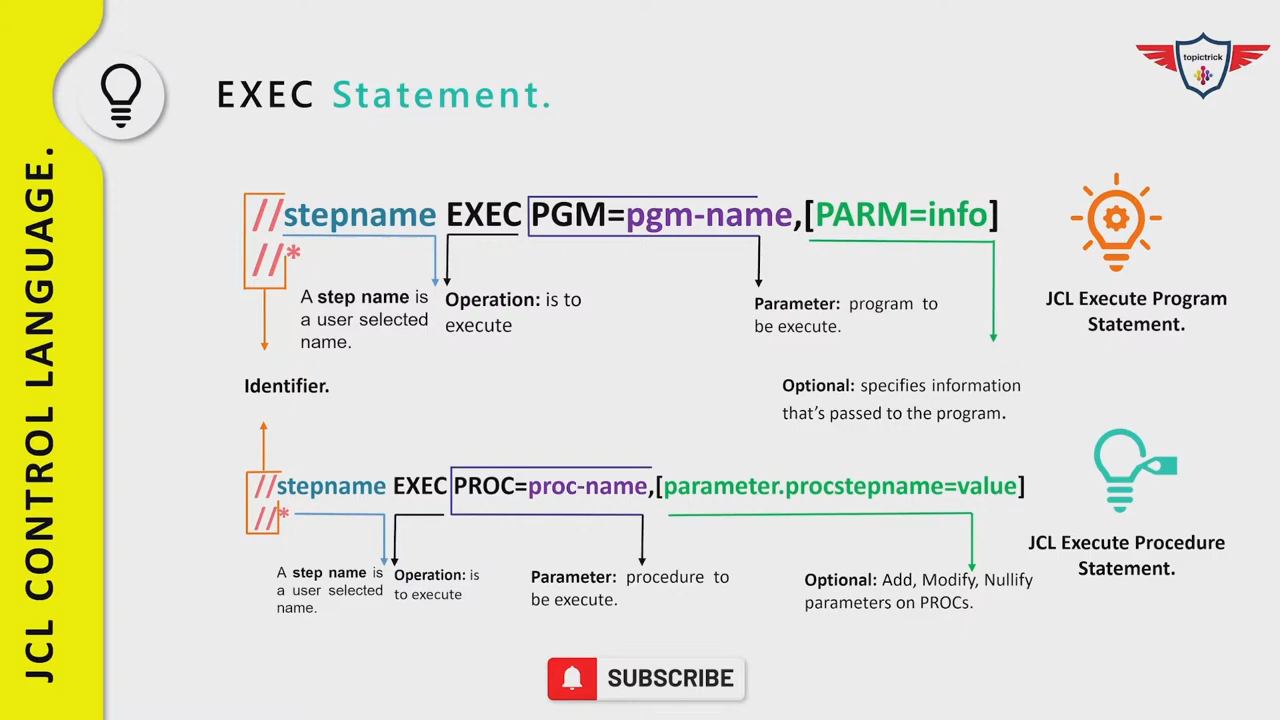 topictrick
EXEC Statement.
JCL CONTROL LANGUAGE.
//stepname EXEC PGM=pgm-name,[PARM=info]
//*
A step name is
a user selected
name.
Operation: is to
execute
Parameter: program to
be execute.
JCL Execute Program
Statement.
Identifier.
Optional: specifies information
that's passed to the program.
//stepname EXEC PROC=proc-name,[parameter.procstepname=value]
//*
A step name is
a user selected
name.
Operation: is
to execute
Parameter: procedure to
be execute.
Optional: Add, Modify, Nullify
parameters on PROCs.
JCL Execute Procedure
Statement.
SUBSCRIBE